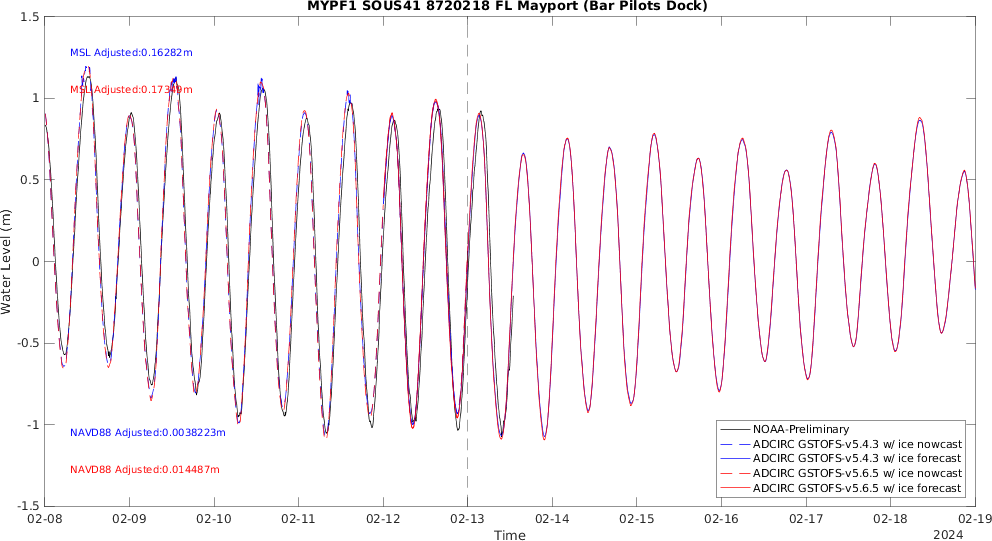 MYPF1 SOUS41 8720218 FL Mayport (Bar Pilots Dock)
1.5
1
0.5
0
-0.5
-1
-1.5
Water Level (m)
MSL Adjusted:0.16282m
MSL Adjusted:0.17349m
NAVD88 Adjusted:0.0038223m
NAVD88 Adjusted:0.014487m
NOAA-Preliminary
ADCIRC GSTOFS-v5.4.3 w/ ice nowcast
ADCIRC GSTOFS-v5.4.3 w/ ice forecast
ADCIRC GSTOFS-v5.6.5 w/ ice nowcast
ADCIRC GSTOFS-v5.6.5 w/ ice forecast
02-08 02-09 02-10 02-11 02-12 02-13 02-14 02-15 02-16 02-17 02-18 02-19
Time
2024